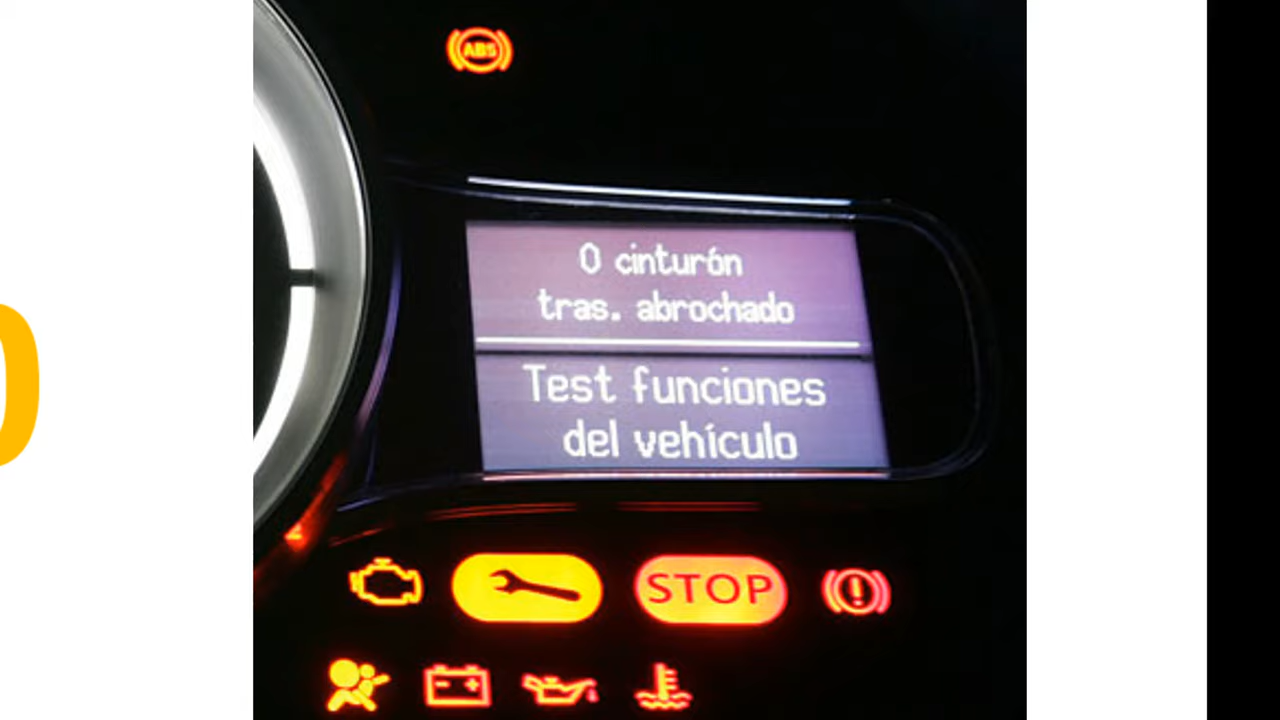 ABS
0 cinturón
tras. abrochado
Test funciones
del vehículo
STOP